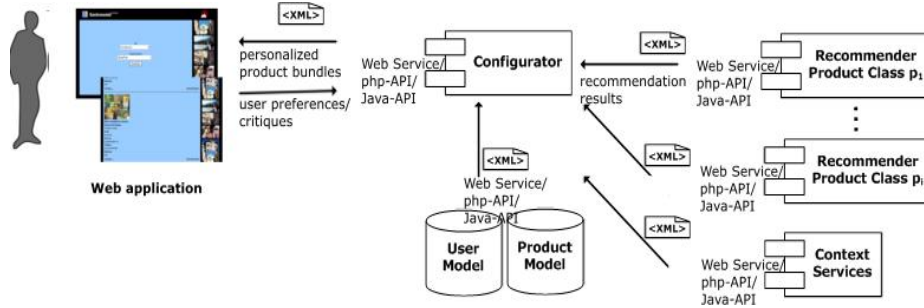 <XML>
personalized
product bundles
user preferences/
critiques
Web application
Web Service/
php-API/
Java-API
Configurator
<XML>
Web Service/
php-API/
Java-API
User
Model
Product
Model
<XML>
recommendation
results
Web Service/
php-API/
Java-API
Recommender
Product Class p1
<XML>
Web Service/
php-API/
Java-API
Recommender
Product Class pi
<XML>
Web Service/
php-API/
Java-API
Context
Services